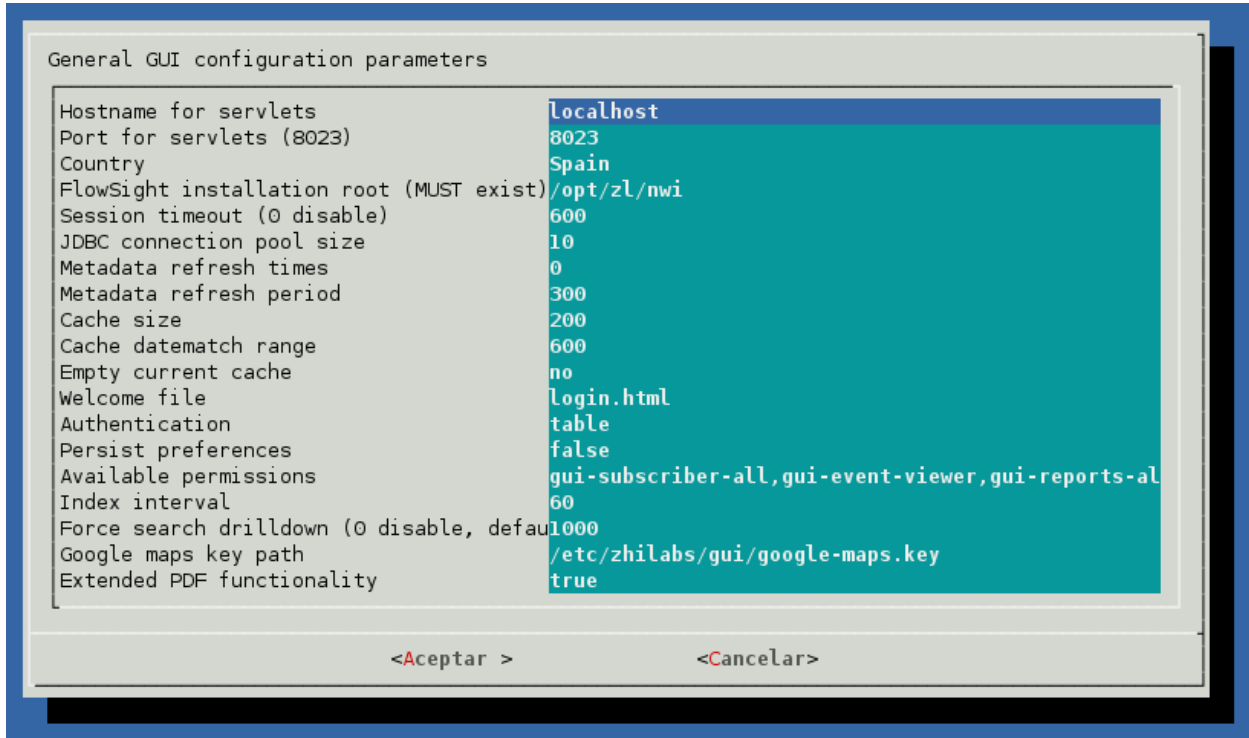 General GUI configuration parameters
Hostname for servlets localhost
Port for servlets (8023) 8023
Country Spain
FlowSight installation root (MUST exist) /opt/zl/nwi
Session timeout (0 disable) 600
JDBC connection pool size 10
Metadata refresh times 0
Metadata refresh period 300
Cache size 200
Cache datematch range 600
Empty current cache no
Welcome file login.html
Authentication table
Persist preferences false
Available permissions gui-subscriber-all,gui-event-viewer,gui-reports-al
Index interval 60
Force search drilldown (0 disable, defau 1000
Google maps key path /etc/zhilabs/gui/google-maps.key
Extended PDF functionality true
<Aceptar > <Cancelar>